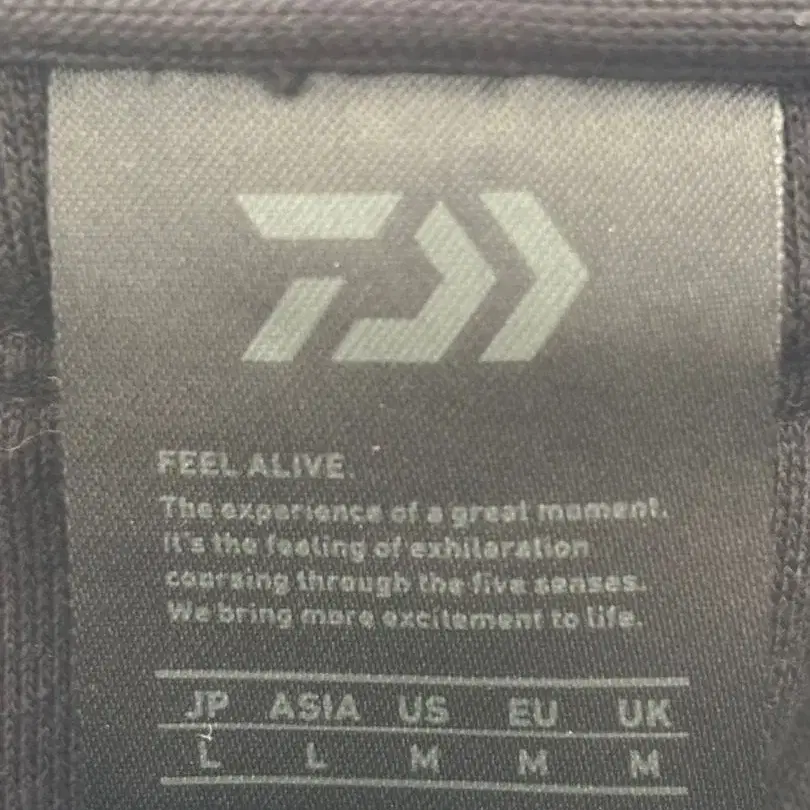 FEEL ALIVE.
The experience of a great moment.
It's the feeling of exhilaration
coursing through the five senses.
We bring more excitement to life.
JP ASIA US EU UK
L L M M M